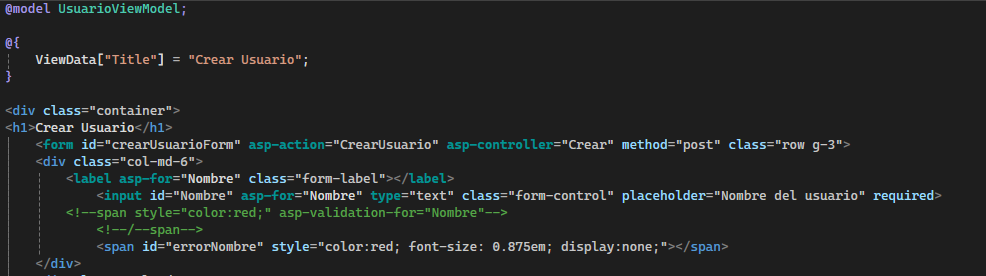 @model UsuarioViewModel;
@{
ViewData["Title"] = "Crear Usuario";
}
<div class="container">
<h1>Crear Usuario</h1>
<form id="crearUsuarioForm" asp-action="CrearUsuario" asp-controller="Crear" method="post" class="row g-3">
<div class="col-md-6">
<label asp-for="Nombre" class="form-label"></label>
<input id="Nombre" asp-for="Nombre" type="text" class="form-control" placeholder="Nombre del usuario" required>
<!--span style="color:red;" asp-validation-for="Nombre"-->
<!--/--span-->
<span id="errorNombre" style="color:red; font-size: 0.875em; display:none;"></span>
</div>